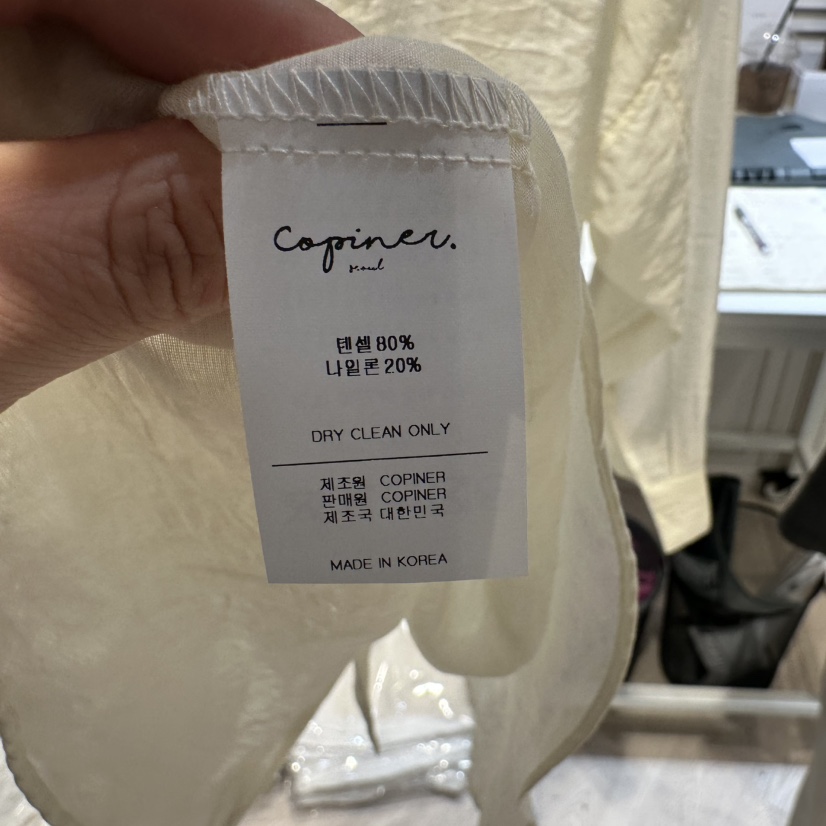 Copiner.
Seoul
텐셀 80%
나일론 20%
DRY CLEAN ONLY
제조원 COPINER
판매원 COPINER
제조국 대한민국
MADE IN KOREA